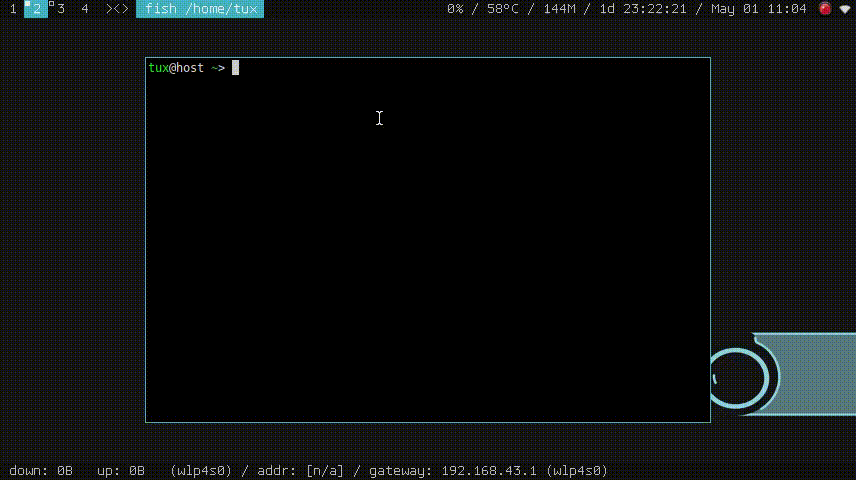 1 2 3 4 ><> fish /home/tux 0% / 58°C / 144M / 1d 23:22:21 / May 01 11:04
tux@host ~>
down: 0B up: 0B (wlp4s0) / addr: [n/a] / gateway: 192.168.43.1 (wlp4s0)